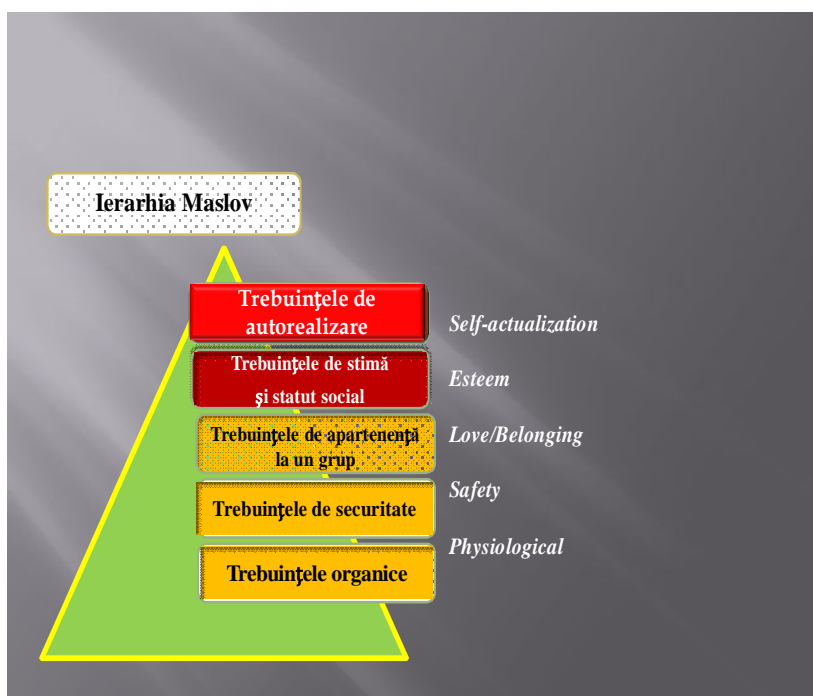 Ierarhia Maslov
Trebuinţele de
autorealizare
Self-actualization
Trebuinţele de stimă
şi statut social
Esteem
Trebuinţele de apartenenţă
la un grup
Love/Belonging
Trebuinţele de securitate
Safety
Trebuinţele organice
Physiological